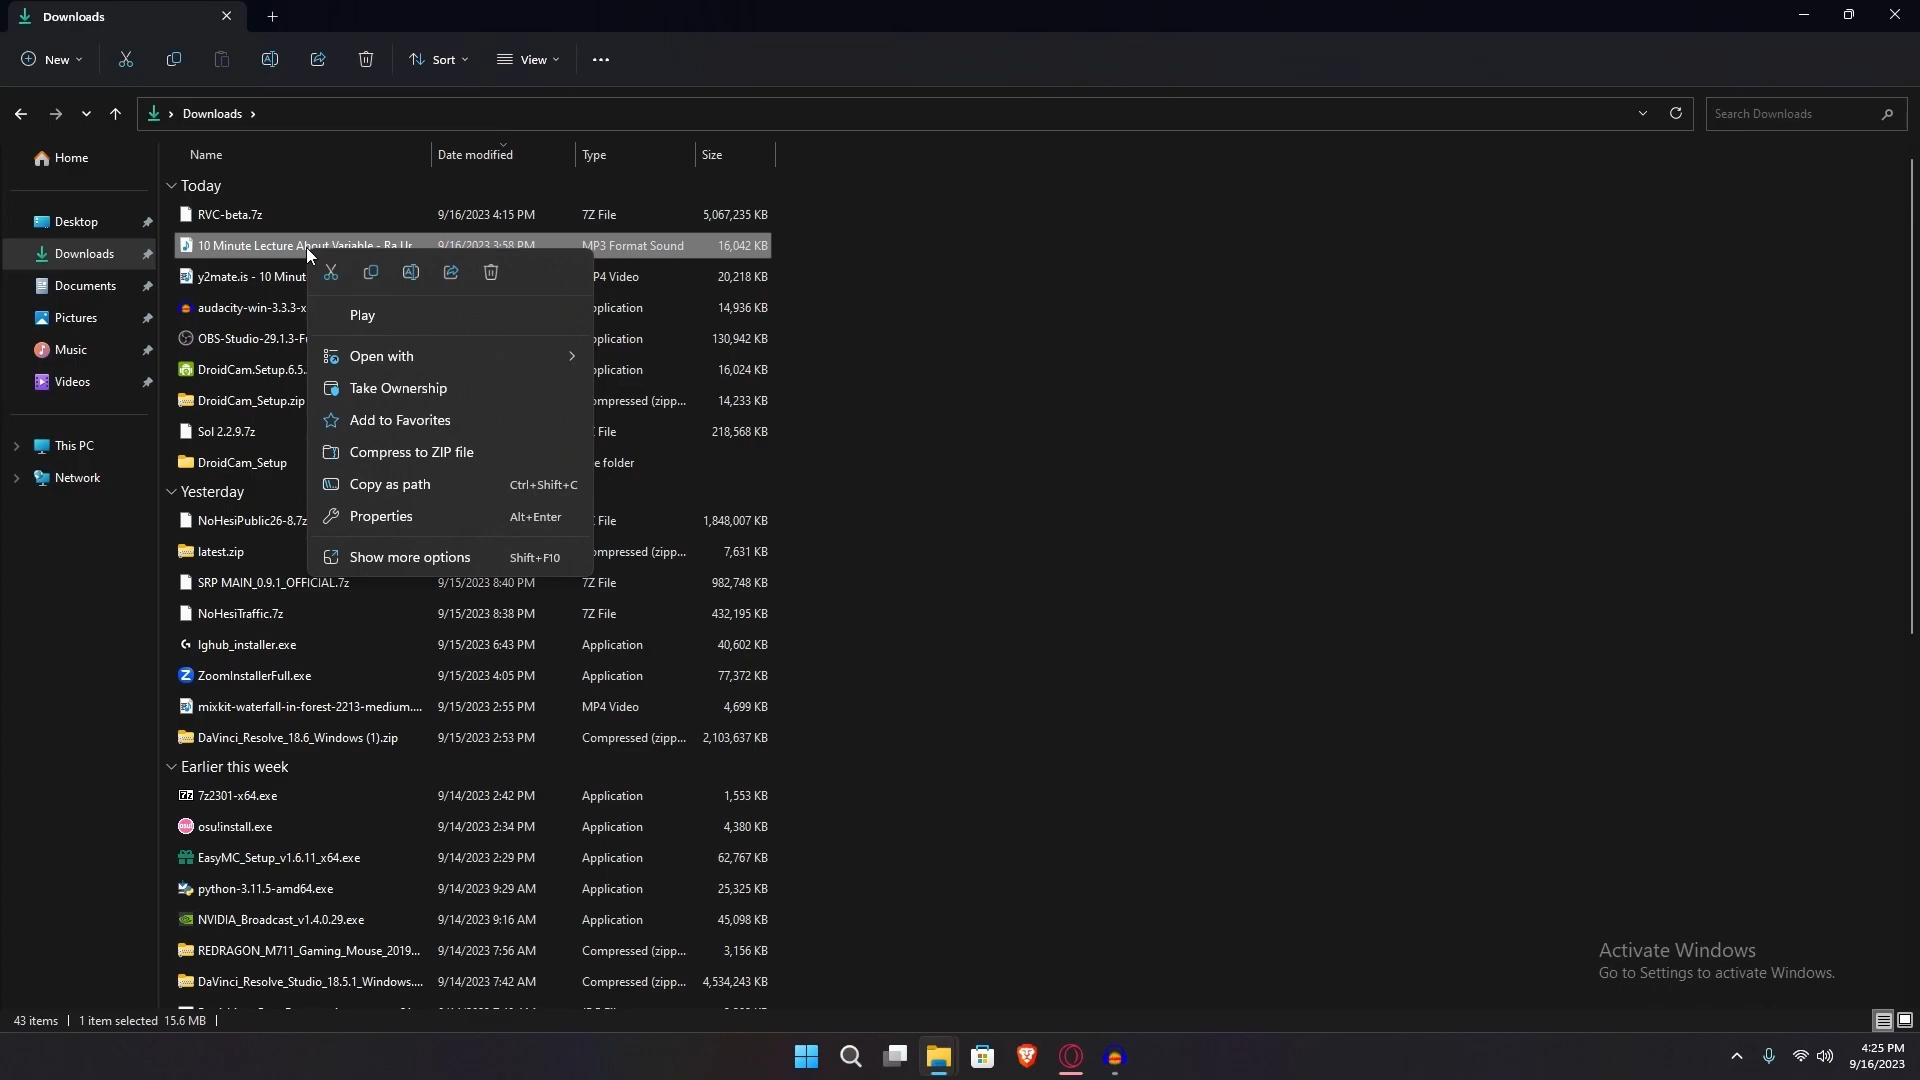 Downloads
New
Sort
View
Downloads
Search Downloads
Home
Desktop
Downloads
Documents
Pictures
Music
Videos
This PC
Network
Name Date modified Type Size
Today
RVC-beta.7z 9/16/2023 4:15 PM 7Z File 5,067,235 KB
10 Minute Lecture About Variable - Ra Ur 9/16/2023 3:58 PM MP3 Format Sound 16,042 KB
y2mate.is - 10 Minut P4 Video 20,218 KB
audacity-win-3.3.3-x pplication 14,936 KB
OBS-Studio-29.1.3-F pplication 130,942 KB
DroidCam.Setup.6.5. pplication 16,024 KB
DroidCam_Setup.zip ompressed (zipp... 14,233 KB
Sol 2.2.9.7z File 218,568 KB
DroidCam_Setup e folder
Yesterday
NoHesiPublic26-8.7z File 1,848,007 KB
latest.zip ompressed (zipp... 7,631 KB
SRP MAIN_0.9.1_OFFICIAL.7z 9/15/2023 8:40 PM 7Z File 982,748 KB
NoHesiTraffic.7z 9/15/2023 8:38 PM 7Z File 432,195 KB
lghub_installer.exe 9/15/2023 6:43 PM Application 40,602 KB
ZoomInstallerFull.exe 9/15/2023 4:05 PM Application 77,372 KB
mixkit-waterfall-in-forest-2213-medium.... 9/15/2023 2:55 PM MP4 Video 4,699 KB
DaVinci_Resolve_18.6_Windows (1).zip 9/15/2023 2:53 PM Compressed (zipp... 2,103,637 KB
Earlier this week
7z2301-x64.exe 9/14/2023 2:42 PM Application 1,553 KB
osu!install.exe 9/14/2023 2:34 PM Application 4,380 KB
EasyMC_Setup_v1.6.11_x64.exe 9/14/2023 2:29 PM Application 62,767 KB
python-3.11.5-amd64.exe 9/14/2023 9:29 AM Application 25,325 KB
NVIDIA_Broadcast_v1.4.0.29.exe 9/14/2023 9:16 AM Application 45,098 KB
REDRAGON_M711_Gaming_Mouse_2019... 9/14/2023 7:56 AM Compressed (zipp... 3,156 KB
DaVinci_Resolve_Studio_18.5.1_Windows.... 9/14/2023 7:42 AM Compressed (zipp... 4,534,243 KB
Play
Open with
Take Ownership
Add to Favorites
Compress to ZIP file
Copy as path Ctrl+Shift+C
Properties Alt+Enter
Show more options Shift+F10
Activate Windows
Go to Settings to activate Windows.
43 items 1 item selected 15.6 MB
4:25 PM
9/16/2023